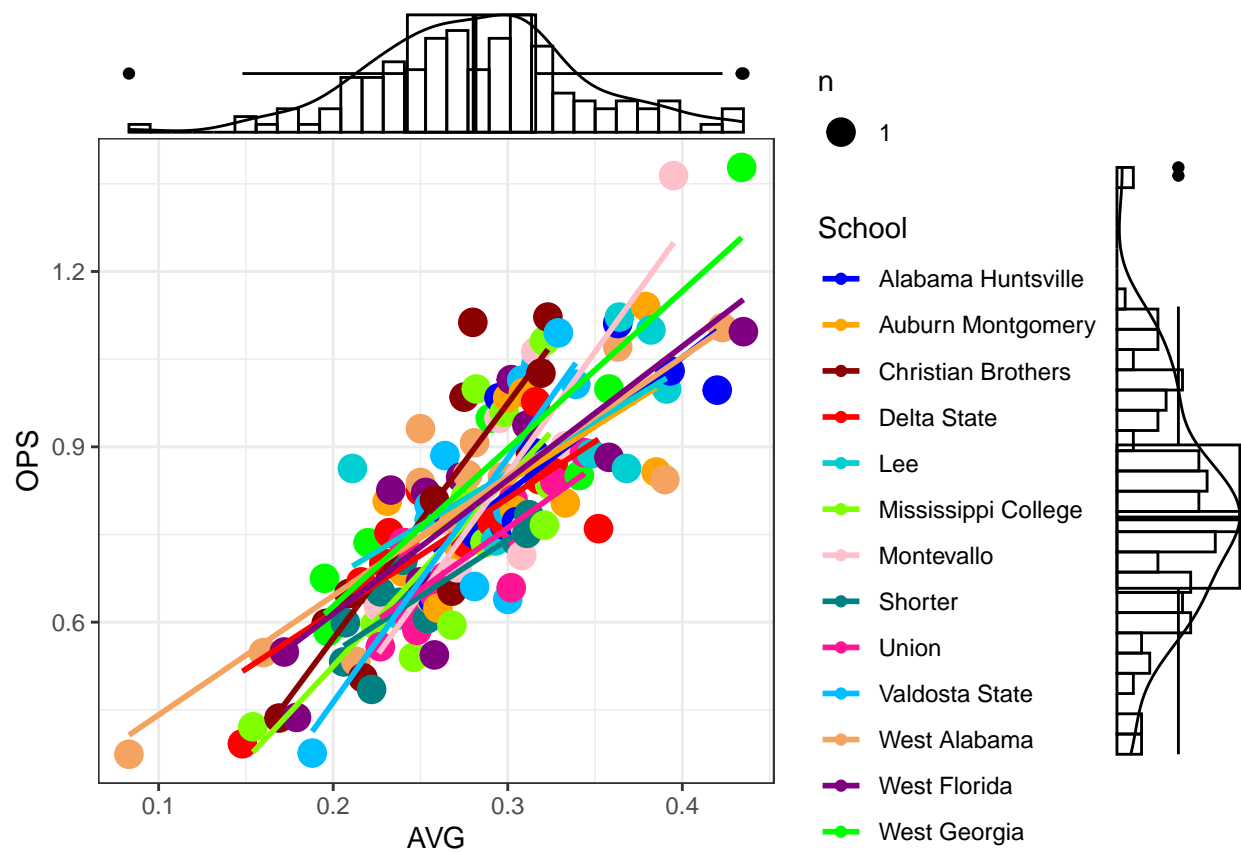 n
1
School
Alabama Huntsville
Auburn Montgomery
Christian Brothers
Delta State
Lee
Mississippi College
Montevallo
Shorter
Union
Valdosta State
West Alabama
West Florida
West Georgia
OPS
1.2
0.9
0.6
0.1
0.2
0.3
0.4
AVG